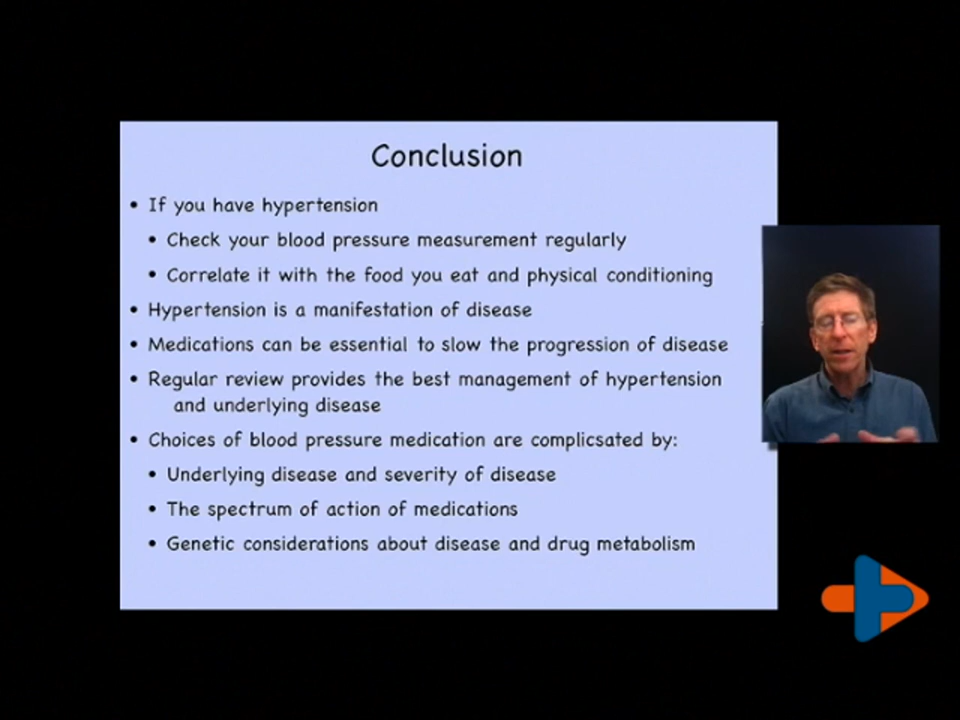 Conclusion
• If you have hypertension
• Check your blood pressure measurement regularly
• Correlate it with the food you eat and physical conditioning
• Hypertension is a manifestation of disease
• Medications can be essential to slow the progression of disease
• Regular review provides the best management of hypertension
and underlying disease
• Choices of blood pressure medication are complicsated by:
• Underlying disease and severity of disease
• The spectrum of action of medications
• Genetic considerations about disease and drug metabolism